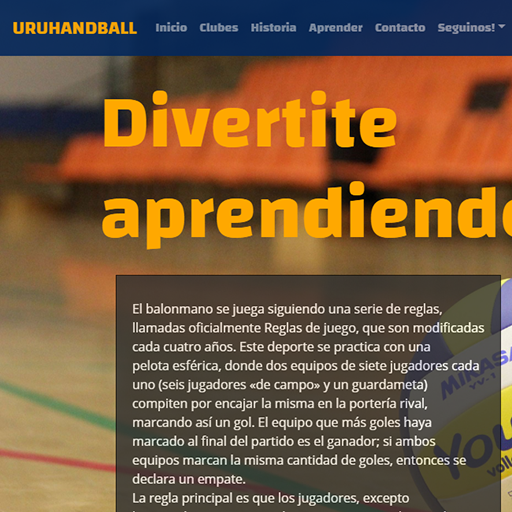 URUHANDBALL Inicio Clubes Historia Aprender Contacto Seguinos!
Divertite
aprendiendo
El balonmano se juega siguiendo una serie de reglas,
llamadas oficialmente Reglas de juego, que son modificadas
cada cuatro años. Este deporte se practica con una
pelota esférica, donde dos equipos de siete jugadores cada
uno (seis jugadores «de campo» y un guardameta)
compiten por encajar la misma en la portería rival,
marcando así un gol. El equipo que más goles haya
marcado al final del partido es el ganador; si ambos
equipos marcan la misma cantidad de goles, entonces se
declara un empate.
La regla principal es que los jugadores, excepto
MIRASA
YV-1
YOU